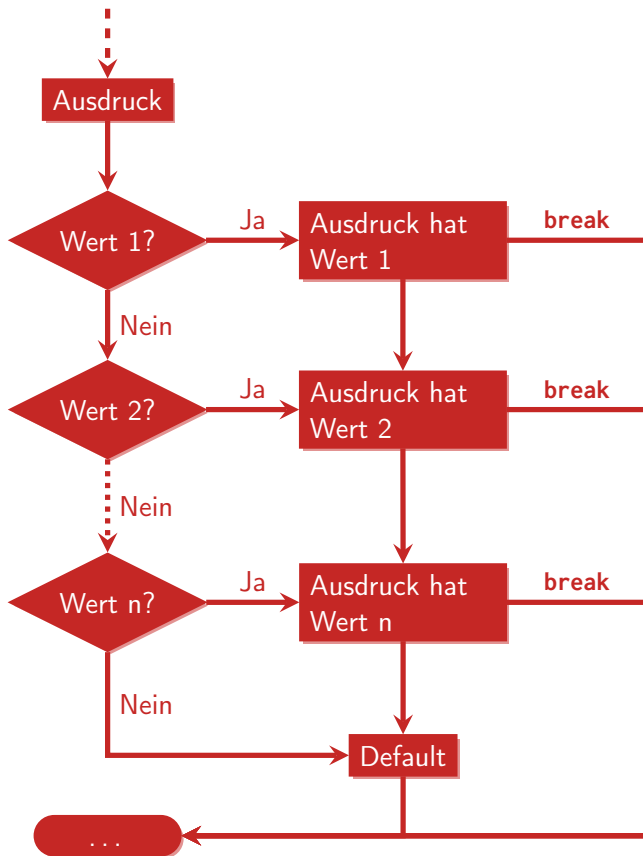 Ausdruck
Wert 1?
Ja
Ausdruck hat
Wert 1
break
Nein
Wert 2?
Ja
Ausdruck hat
Wert 2
break
Nein
Wert n?
Ja
Ausdruck hat
Wert n
break
Nein
Default
...